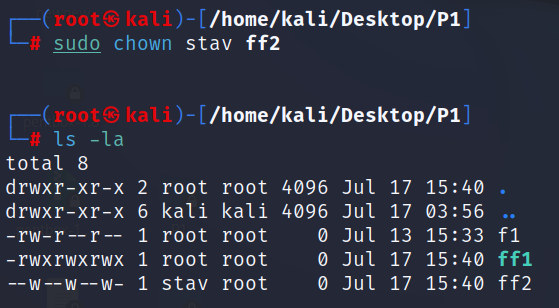 ┌──(root㉿kali)-[/home/kali/Desktop/P1]
└─# sudo chown stav ff2
┌──(root㉿kali)-[/home/kali/Desktop/P1]
└─# ls -la
total 8
drwxr-xr-x 2 root root 4096 Jul 17 15:40 .
drwxr-xr-x 6 kali kali 4096 Jul 17 03:56 ..
-rw-r--r-- 1 root root    0 Jul 13 15:33 f1
-rwxrwxrwx 1 root root    0 Jul 17 15:40 ff1
--w--w--w- 1 stav root    0 Jul 17 15:40 ff2